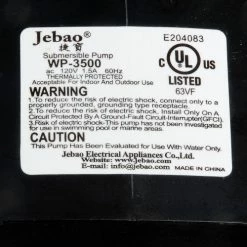 Jebao®
捷寶
E204083
Submersible Pump
WP-3500
ac 120V 1.5A 60Hz
THERMALLY PROTECTED
Acceptable For Indoor And Outdoor Use
C UL US
LISTED
63VF
WARNING
1.To reduce the risk of electric shock, connect only to a
properly grounded, grounding type receptacle.
2.To reduce the risk of electric shock, Install Only On A
Circuit Protected By A Ground-Fault Circuit-Interrupter(GFCI).
3.Risk of electric shock-This pump has not been investigated
for use in Swimming pool or marine areas.
CAUTION
This Pump Has Been Evaluated For
Use With Water Only.
Jebao Electrical Appliances Co.,Ltd.
Website: www.jebao.com
E-mail: info@jebao.com
MADE IN CHINA